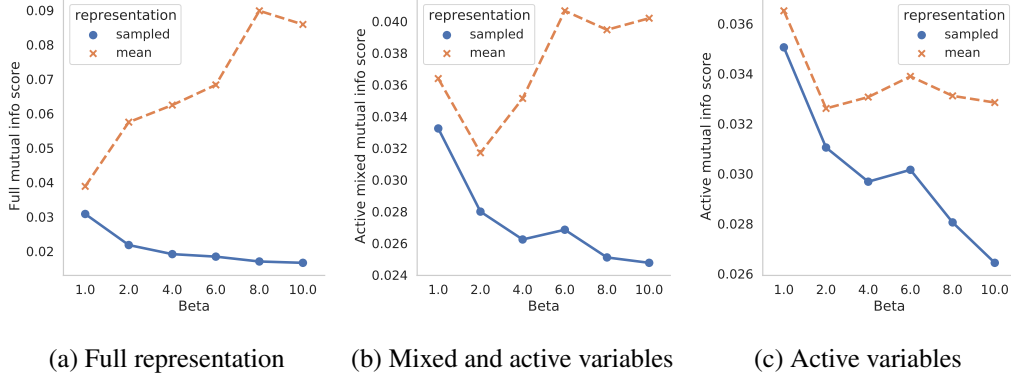 Full mutual info score
0.09
0.08
0.07
0.06
0.05
0.04
0.03
0.02
representation
sampled
mean
1.0 2.0 4.0 6.0 8.0 10.0
Beta
(a) Full representation
Active mixed mutual info score
0.040
0.038
0.036
0.034
0.032
0.030
0.028
0.026
0.024
representation
sampled
mean
1.0 2.0 4.0 6.0 8.0 10.0
Beta
(b) Mixed and active variables
Active mutual info score
0.036
0.034
0.032
0.030
0.028
0.026
representation
sampled
mean
1.0 2.0 4.0 6.0 8.0 10.0
Beta
(c) Active variables